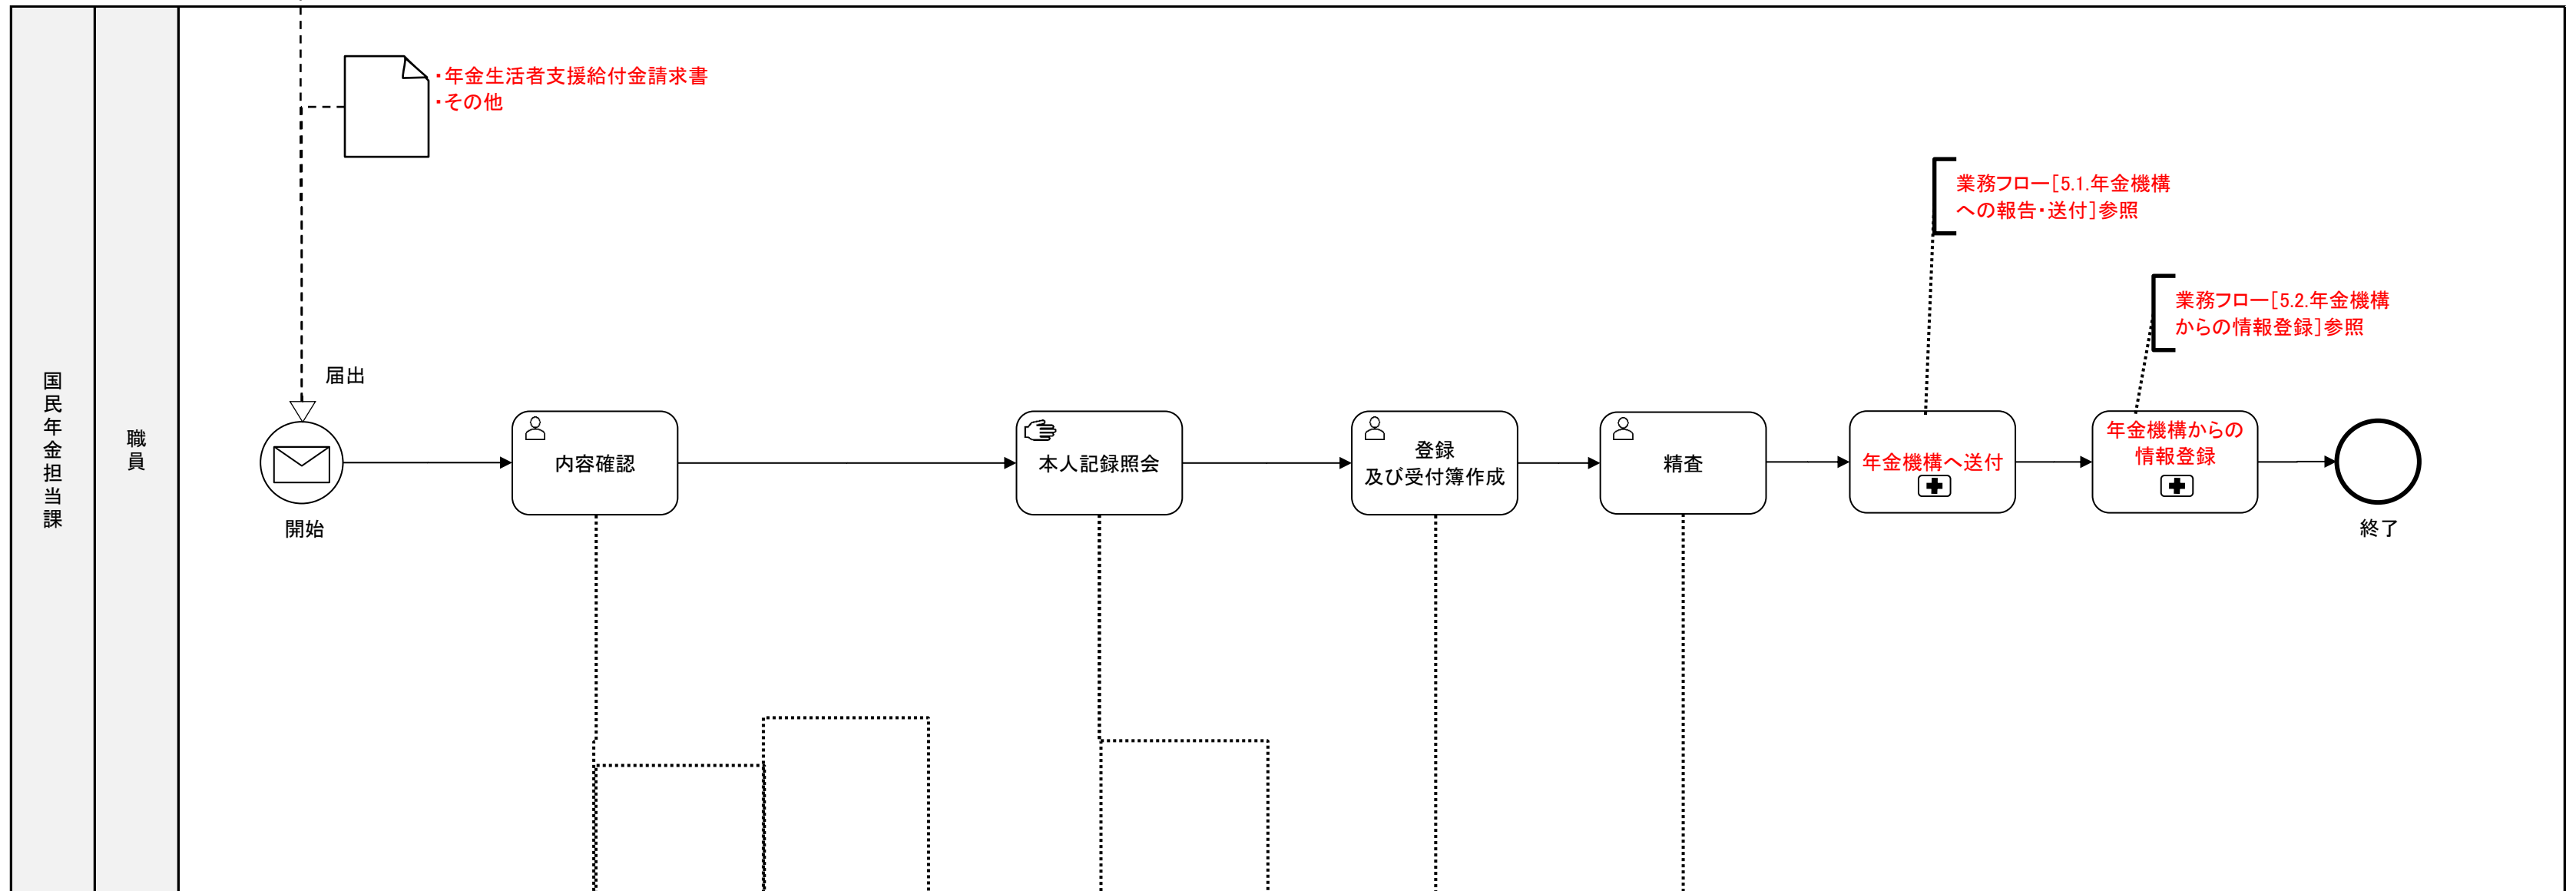 国民年金担当課
職員
・年金生活者支援給付金請求書
・その他
届出
開始
内容確認
本人記録照会
登録
及び受付簿作成
精査
業務フロー[5.1.年金機構
への報告・送付]参照
年金機構へ送付
業務フロー[5.2.年金機構
からの情報登録]参照
年金機構からの
情報登録
終了